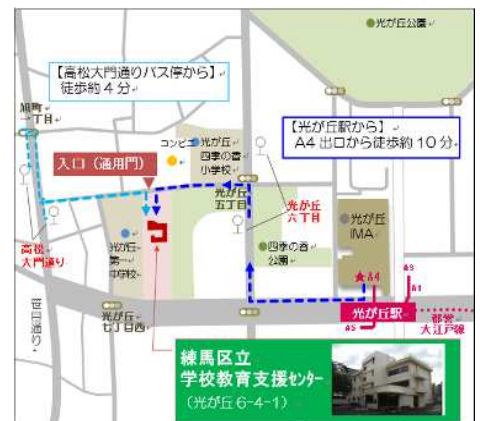 光が丘公園
【高松大門通りバス停から】
徒歩約4分
旭町
一丁目
コンビニ
光が丘
四季の香
小学校
【光が丘駅から】
A4出口から徒歩約10分
入口（通用門）
光が丘
五丁目
光が丘
六丁目
光が丘
IMA
高松
大門通り
光が丘
第一
中学校
四季の香
公園
★A4
A3
A1
笹目通り
光が丘
七丁目西
光が丘駅
A5
都営
大江戸線
練馬区立
学校教育支援センター
（光が丘6-4-1）